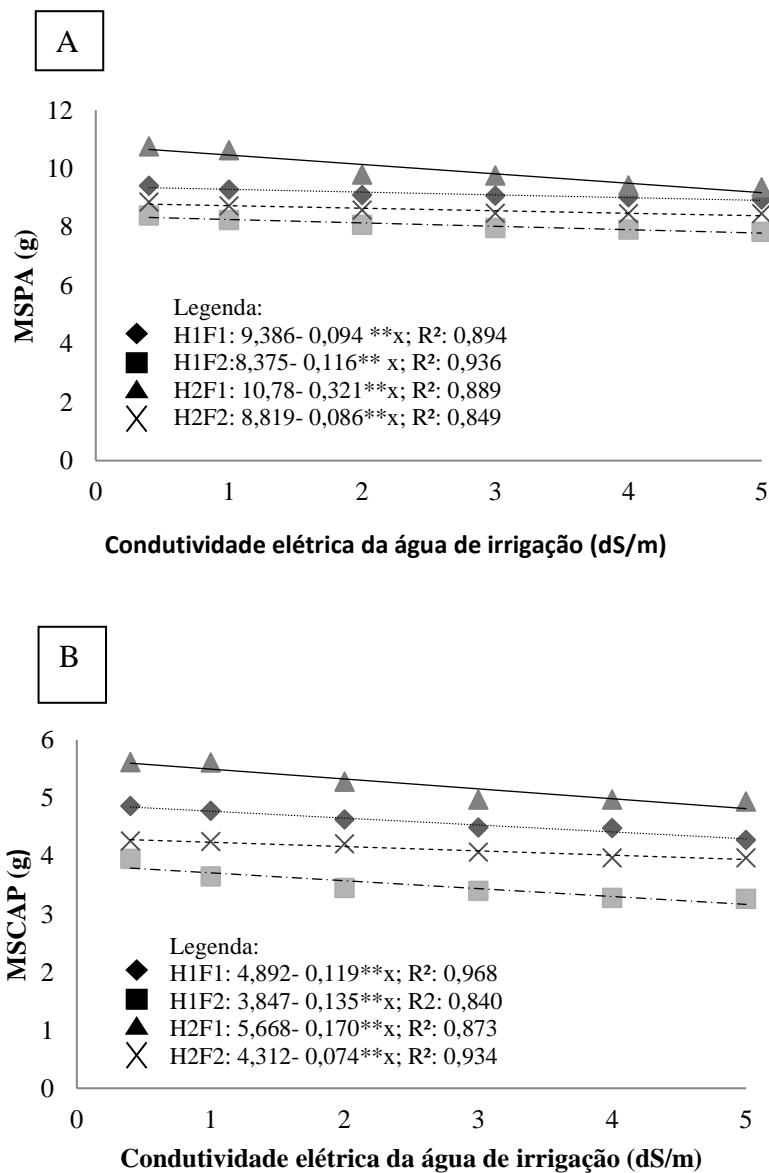 A
12
10
8
6
4
2
0
MSPA (g)
Legenda:
H1F1: 9,386- 0,094 **x; R²: 0,894
H1F2:8,375- 0,116** x; R²: 0,936
H2F1: 10,78- 0,321**x; R²: 0,889
H2F2: 8,819- 0,086**x; R²: 0,849
0 1 2 3 4 5
Condutividade elétrica da água de irrigação (dS/m)
B
6
5
4
3
2
1
0
MSCAP (g)
Legenda:
H1F1: 4,892- 0,119**x; R²: 0,968
H1F2: 3,847- 0,135**x; R2: 0,840
H2F1: 5,668- 0,170**x; R²: 0,873
H2F2: 4,312- 0,074**x; R²: 0,934
0 1 2 3 4 5
Condutividade elétrica da água de irrigação (dS/m)